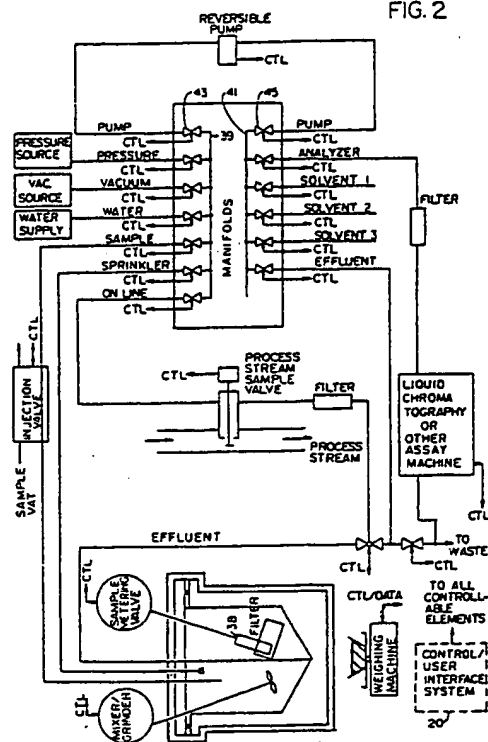 FIG. 2
REVERSIBLE
PUMP
CTL
43
41
45
PUMP
CTL
39
PUMP
CTL
PRESSURE
SOURCE
PRESSURE
CTL
ANALYZER
CTL
VAC.
SOURCE
VACUUM
CTL
SOLVENT 1
CTL
WATER
SUPPLY
WATER
CTL
SOLVENT 2
CTL
SAMPLE
CTL
SOLVENT 3
CTL
SPRINKLER
CTL
EFFLUENT
CTL
ON LINE
CTL
MANIFOLDS
FILTER
CTL
INJECTION
VALVE
SAMPLE
VAT
CTL
PROCESS
STREAM
SAMPLE
VALVE
FILTER
PROCESS
STREAM
LIQUID
CHROMA
TOGRAPHY
OR
OTHER
ASSAY
MACHINE
CTL
EFFLUENT
TO
WASTE
CTL
CTL
CTL
SAMPLE
METERING
VALVE
38
FILTER
CTL
MIXER/
GRINDER
CTL/DATA
WEIGHING
MACHINE
TO ALL
CONTROLL-
ABLE
ELEMENTS
CONTROL/
USER
INTERFACE
SYSTEM
20